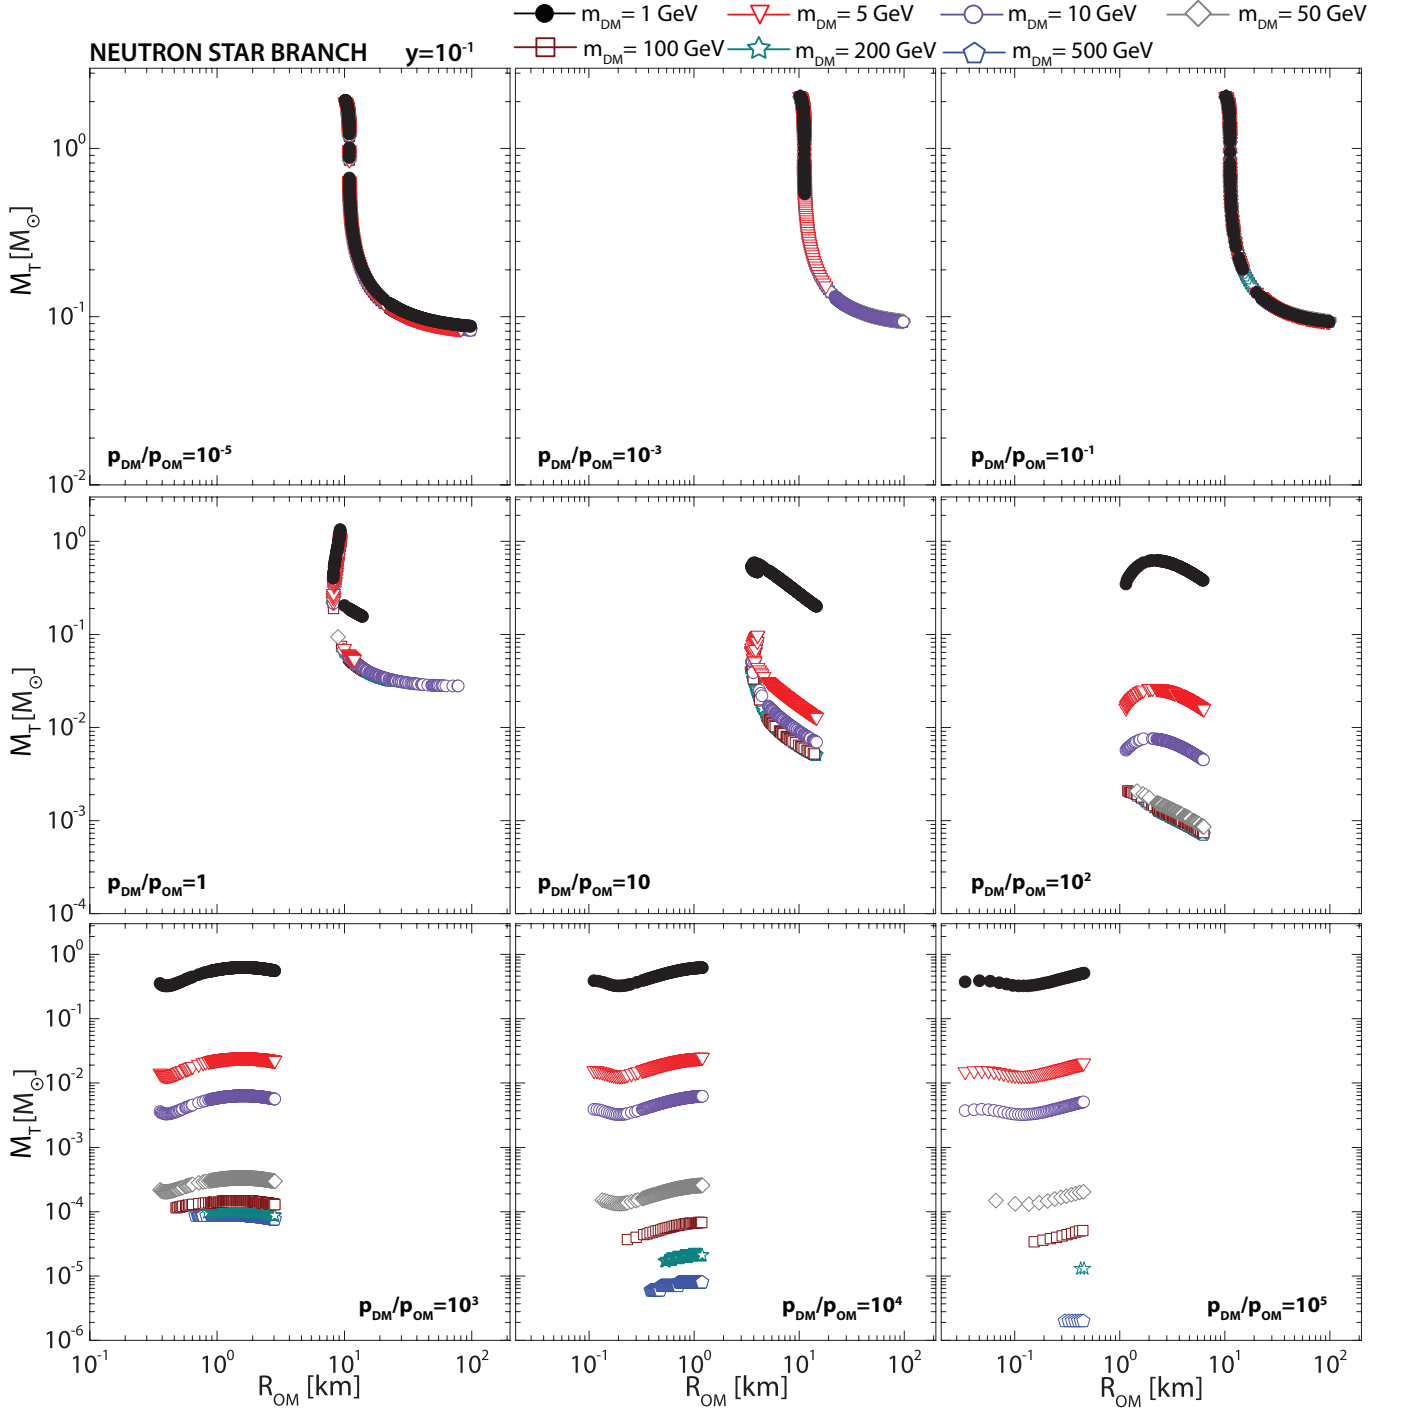 m_DM= 1 GeV m_DM= 5 GeV m_DM= 10 GeV m_DM= 50 GeV
NEUTRON STAR BRANCH y=10^-1 m_DM= 100 GeV m_DM= 200 GeV m_DM= 500 GeV
M_T [M_⊙]
10^0
10^-1
10^-2
p_DM/p_OM=10^-5
p_DM/p_OM=10^-3
p_DM/p_OM=10^-1
M_T [M_⊙]
10^0
10^-1
10^-2
10^-3
10^-4
p_DM/p_OM=1
p_DM/p_OM=10
p_DM/p_OM=10^2
M_T [M_⊙]
10^0
10^-1
10^-2
10^-3
10^-4
10^-5
10^-6
p_DM/p_OM=10^3
p_DM/p_OM=10^4
p_DM/p_OM=10^5
10^-1 10^0 10^1 10^2 10^-1 10^0 10^1 10^2 10^-1 10^0 10^1 10^2
R_OM [km] R_OM [km] R_OM [km]